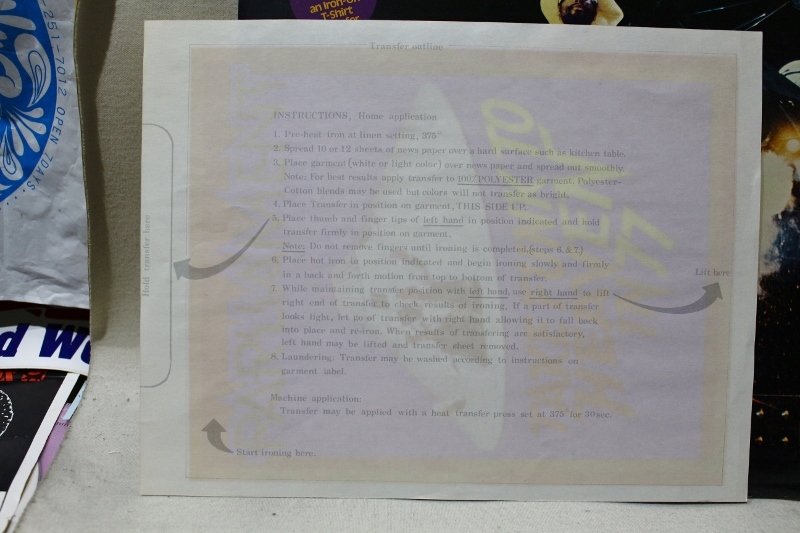 an Iron-On
T-Shirt
Transfer
251-7012 OPEN 7DAYS...
Transfer outline
INSTRUCTIONS, Home application
1. Pre-heat iron at linen setting, 375°
2. Spread 10 or 12 sheets of news paper over a hard surface such as kitchen table.
3. Place garment (white or light color) over news paper and spread out smoothly.
Note: For best results apply transfer to 100% POLYESTER garment. Polyester-
Cotton blends may be used but colors will not transfer as bright.
4. Place Transfer in position on garment, THIS SIDE UP.
5. Place thumb and finger tips of left hand in position indicated and hold
transfer firmly in position on garment.
Note: Do not remove fingers until ironing is completed, (steps 6, & 7,)
6. Place hot iron in position indicated and begin ironing slowly and firmly
in a back and forth motion from top to bottom of transfer.
7. While maintaining transfer position with left hand, use right hand to lift
right end of transfer to check results of ironing. If a part of transfer
looks light, let go of transfer with right hand allowing it to fall back
into place and re-iron. When results of transfering are satisfactory,
left hand may be lifted and transfer sheet removed.
8. Laundering: Transfer may be washed according to instructions on
garment label.
Machine application:
Transfer may be applied with a heat transfer press set at 375° for 30sec.
Hold transfer here
Lift here
Start ironing here.